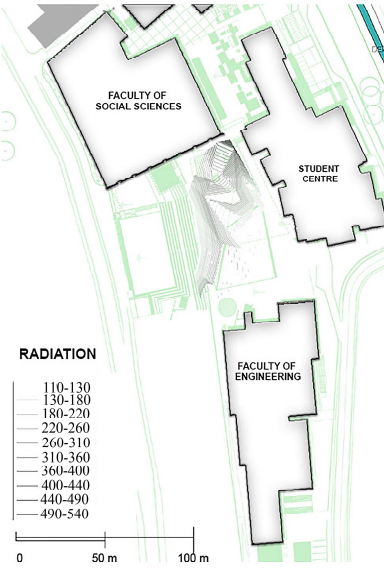 FACULTY OF
SOCIAL SCIENCES
STUDENT
CENTRE
FACULTY OF
ENGINEERING
RADIATION
110-130
130-180
180-220
220-260
260-310
310-360
360-400
400-440
440-490
490-540
0 50 m 100 m